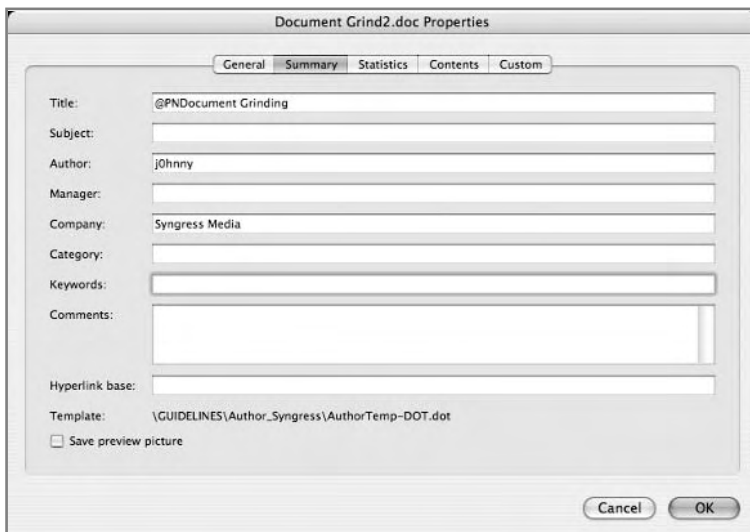 Document Grind2.doc Properties
General Summary Statistics Contents Custom
Title: @PNDocument Grinding
Subject:
Author: j0hnny
Manager:
Company: Syngress Media
Category:
Keywords:
Comments:
Hyperlink base:
Template: \GUIDELINES\Author_Syngress\AuthorTemp-DOT.dot
Save preview picture
Cancel OK